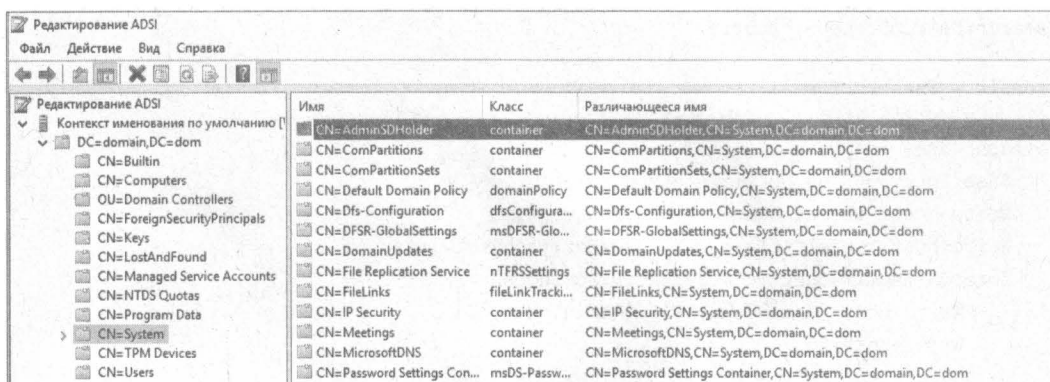 Редактирование ADSI
Файл Действие Вид Справка
Редактирование ADSI
Контекст именования по умолчанию [
DC=domain,DC=dom
CN=Builtin
CN=Computers
OU=Domain Controllers
CN=ForeignSecurityPrincipals
CN=Keys
CN=LostAndFound
CN=Managed Service Accounts
CN=NTDS Quotas
CN=Program Data
CN=System
CN=TPM Devices
CN=Users
Имя Класс Различающееся имя
CN=AdminSDHolder container CN=AdminSDHolder,CN=System,DC=domain,DC=dom
CN=ComPartitions container CN=ComPartitions,CN=System,DC=domain,DC=dom
CN=ComPartitionSets container CN=ComPartitionSets,CN=System,DC=domain,DC=dom
CN=Default Domain Policy domainPolicy CN=Default Domain Policy,CN=System,DC=domain,DC=dom
CN=Dfs-Configuration dfsConfigura... CN=Dfs-Configuration,CN=System,DC=domain,DC=dom
CN=DFSR-GlobalSettings msDFSR-Glo... CN=DFSR-GlobalSettings,CN=System,DC=domain,DC=dom
CN=DomainUpdates container CN=DomainUpdates,CN=System,DC=domain,DC=dom
CN=File Replication Service nTFRSSettings CN=File Replication Service,CN=System,DC=domain,DC=dom
CN=FileLinks fileLinkTracki... CN=FileLinks,CN=System,DC=domain,DC=dom
CN=IP Security container CN=IP Security,CN=System,DC=domain,DC=dom
CN=Meetings container CN=Meetings,CN=System,DC=domain,DC=dom
CN=MicrosoftDNS container CN=MicrosoftDNS,CN=System,DC=domain,DC=dom
CN=Password Settings Con... msDS-Passw... CN=Password Settings Container,CN=System,DC=domain,DC=dom